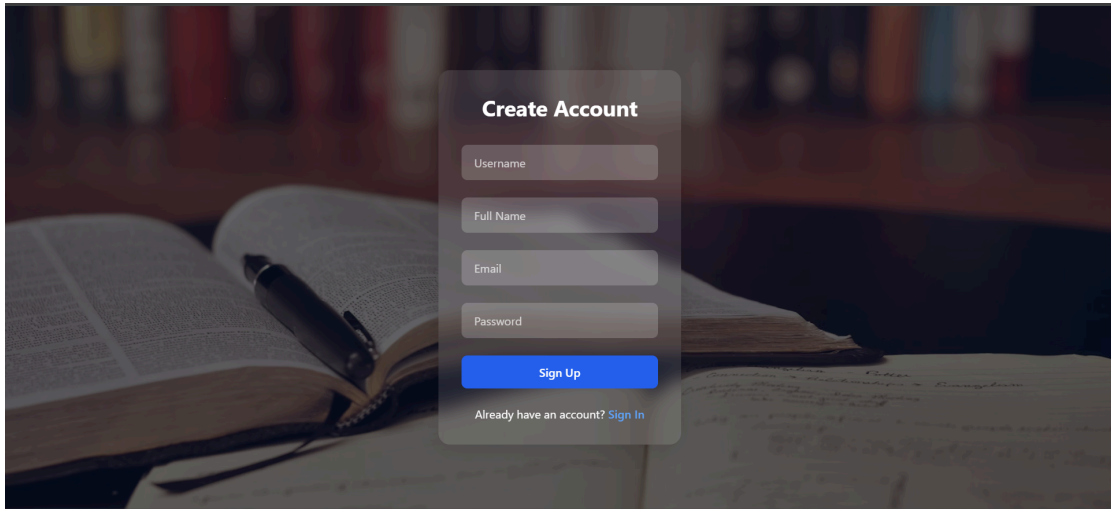 Create Account
Username
Full Name
Email
Password
Sign Up
Already have an account? Sign In